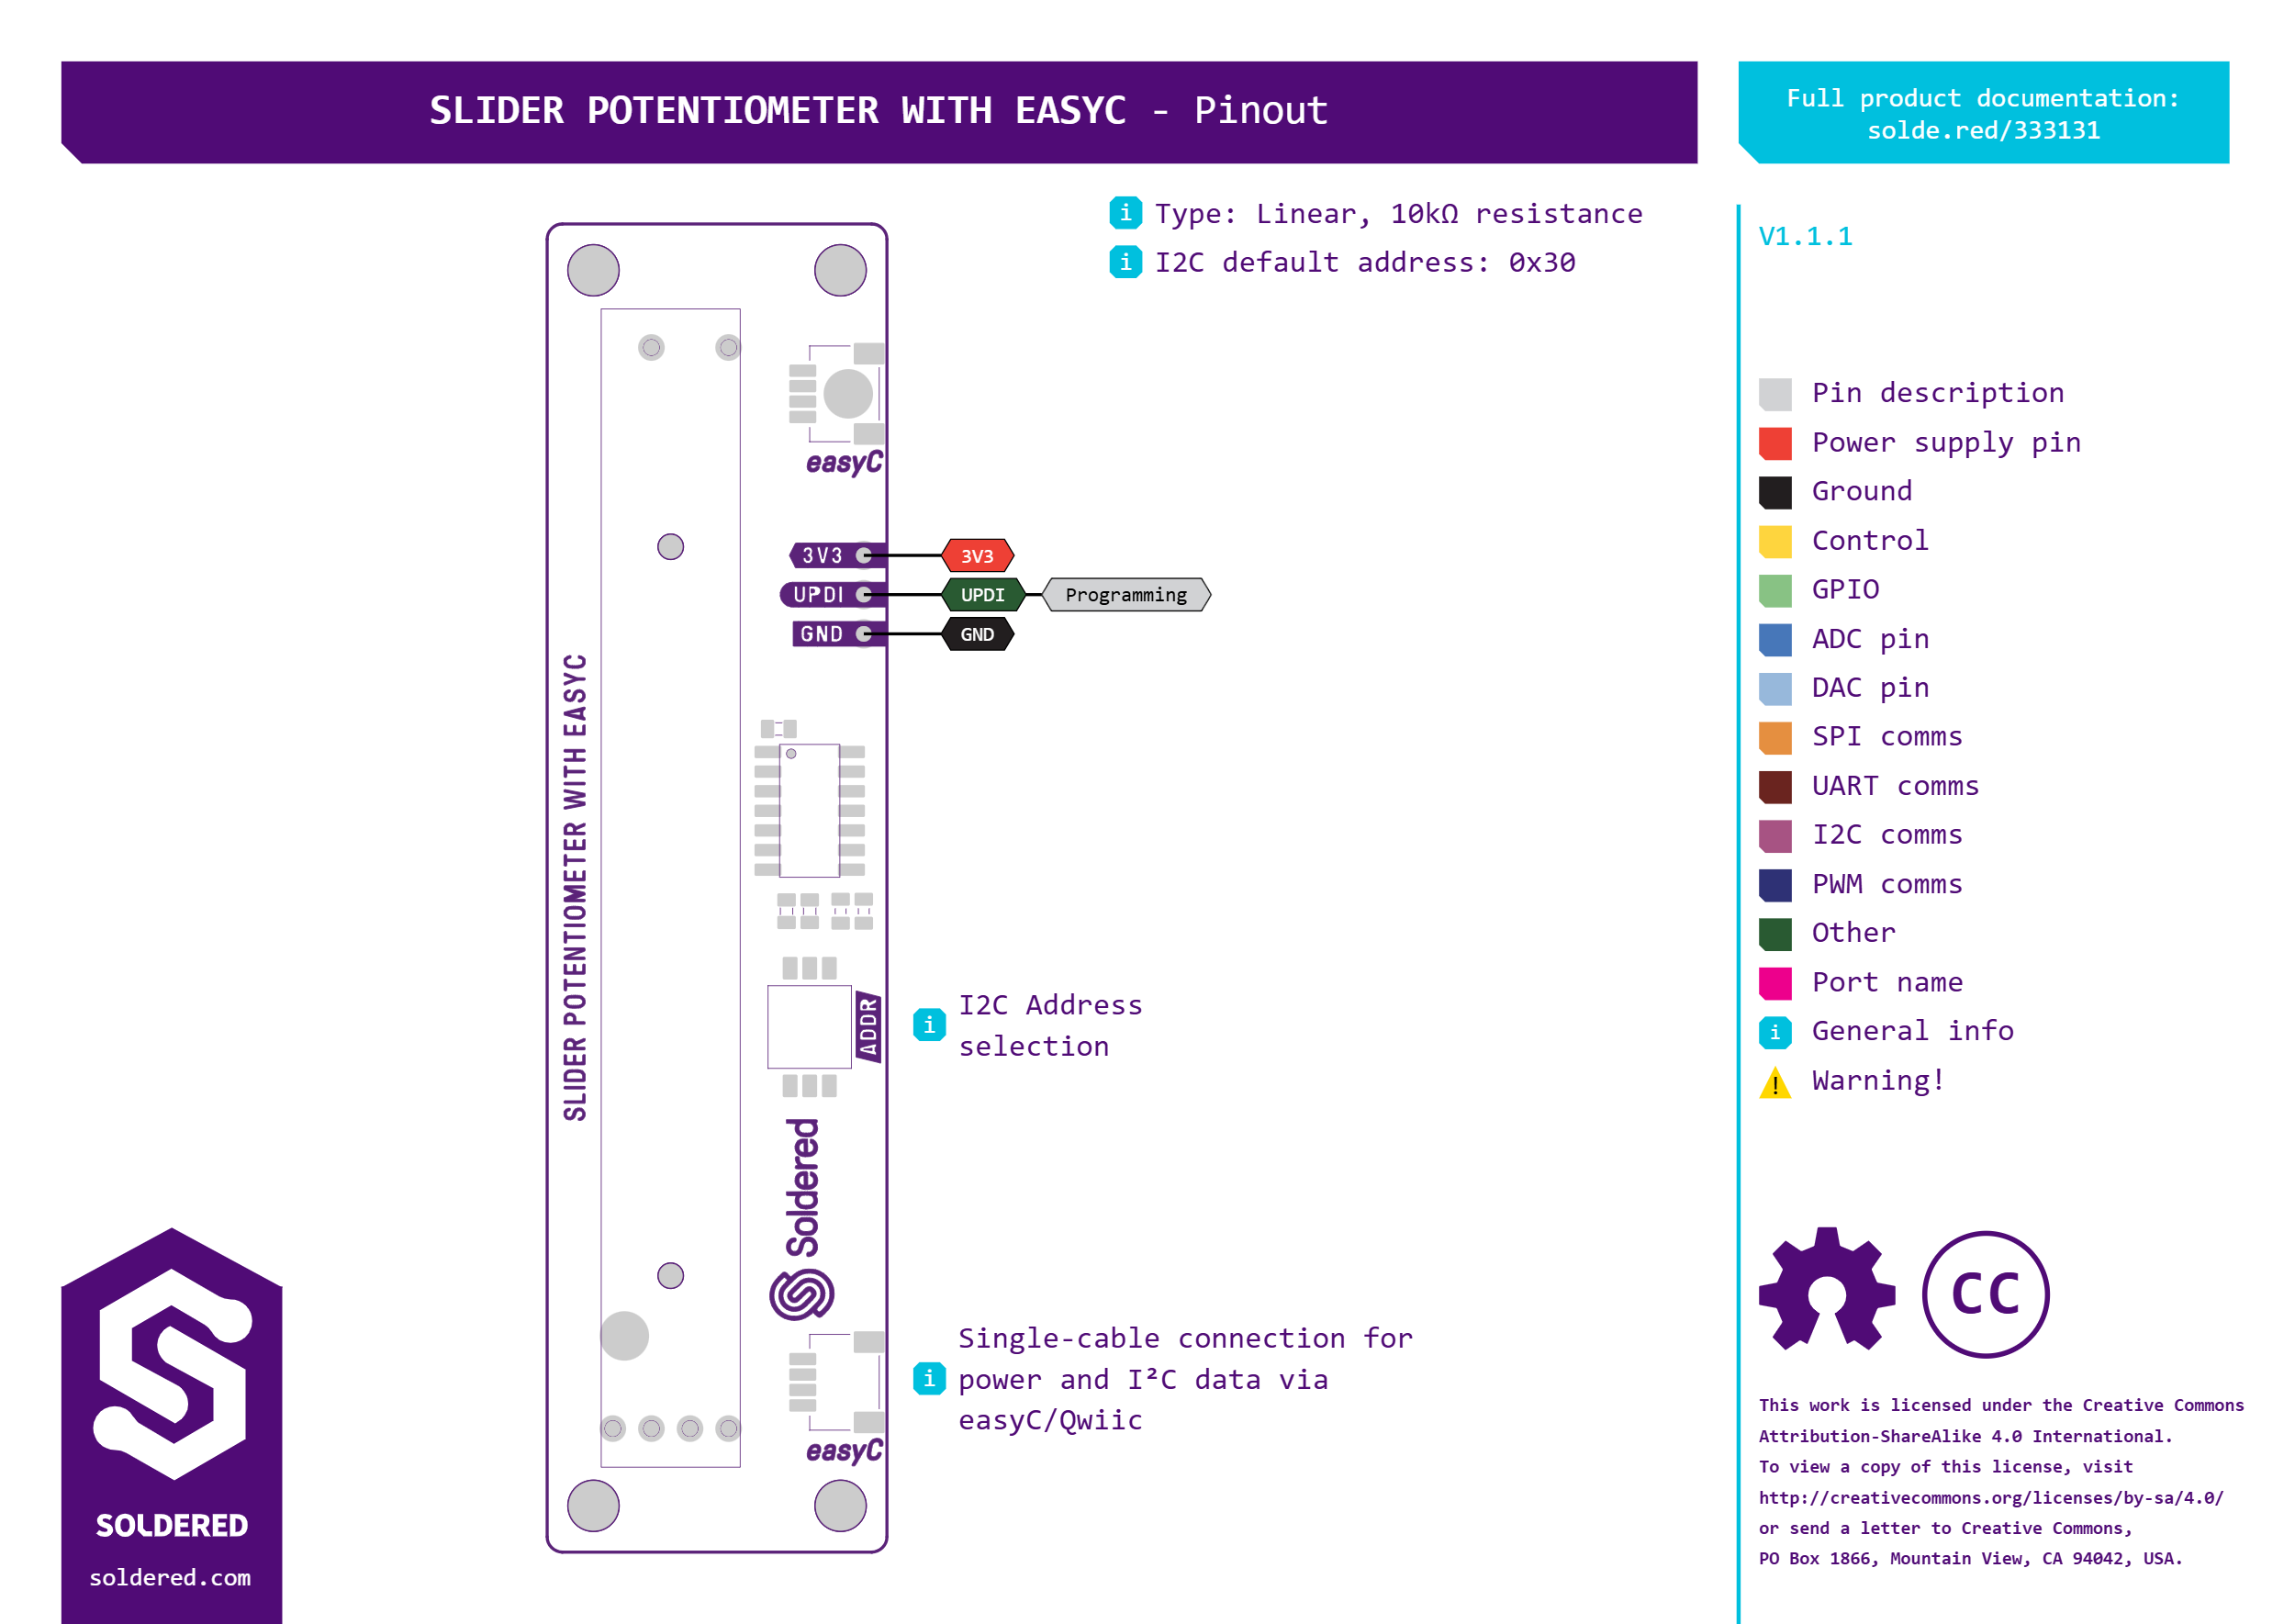 SLIDER POTENTIOMETER WITH EASYC - Pinout
Full product documentation:
solde.red/333131
i Type: Linear, 10kΩ resistance
i I2C default address: 0x30
V1.1.1
easyC
3V3 3V3
UPDI UPDI Programming
GND GND
SLIDER POTENTIOMETER WITH EASYC
ADDR
i I2C Address
selection
Soldered
i Single-cable connection for
power and I²C data via
easyC/Qwiic
easyC
Pin description
Power supply pin
Ground
Control
GPIO
ADC pin
DAC pin
SPI comms
UART comms
I2C comms
PWM comms
Other
Port name
i General info
! Warning!
CC
This work is licensed under the Creative Commons
Attribution-ShareAlike 4.0 International.
To view a copy of this license, visit
http://creativecommons.org/licenses/by-sa/4.0/
or send a letter to Creative Commons,
PO Box 1866, Mountain View, CA 94042, USA.
SOLDERED
soldered.com